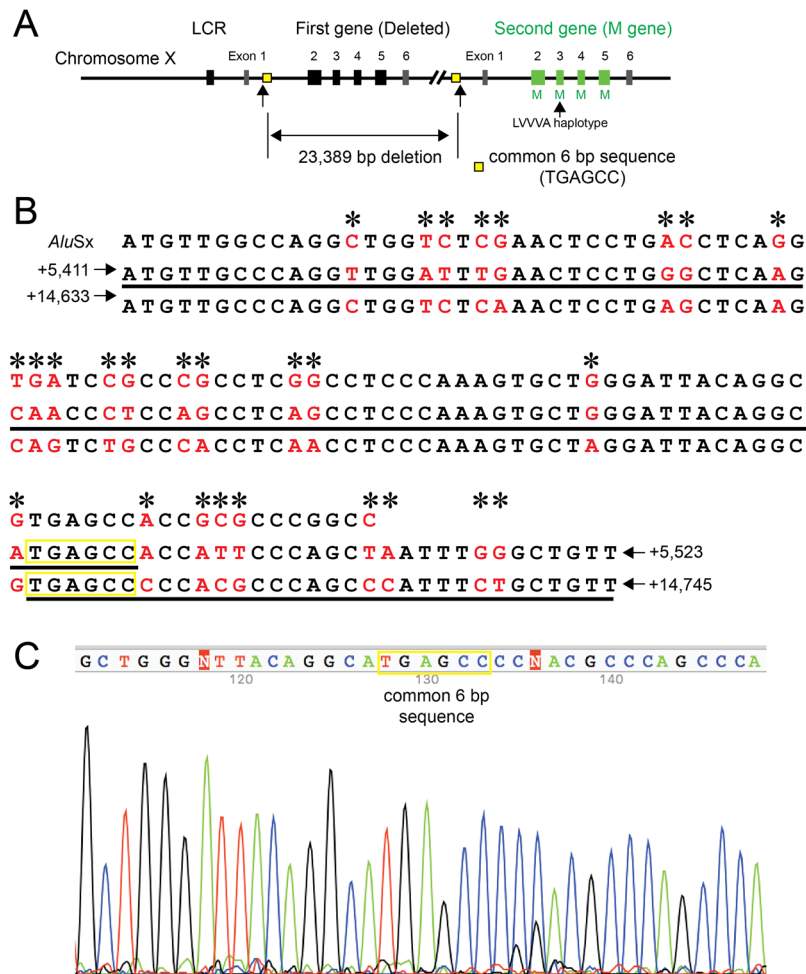 A
LCR
First gene (Deleted)
Second gene (M gene)
Chromosome X
Exon 1
2 3 4 5 6
Exon 1
2 3 4 5 6
M M M M
LVVVA haplotype
23,389 bp deletion
common 6 bp sequence
(TGAGCC)
B
* ** ** ** *
AluSx ATGTTGGCCAGGCTGGTCTCGAACTCCTGACCTCAGG
+5,411 ATGTTGCCCAGGTTGGATTTGAACTCCTGGGCTCAAG
+14,633 ATGTTGCCCAGGCTGGTCTCAAACTCCTGAGCTCAAG
*** ** ** ** *
TGATCCGCCCGCCTCGGCCTCCCAAAGTGCTGGGATTACAGGC
CAACCCTCCAGCCTCAGCCTCCCAAAGTGCTGGGATTACAGGC
CAGTCTGCCCACCTCAACCTCCCAAAGTGCTAGGATTACAGGC
* * *** ** **
GTGAGCCACCGCGCCCGGCC
ATGAGCCACCATTCCCAGCTAATTTGGGCTGTT +5,523
GTGAGCCCCCACGCCCAGCCCATTTCTGCTGTT +14,745
C
G C T G G G N T T A C A G G C A T G A G C C C C N A C G C C C A G C C C A
120 130 140
common 6 bp
sequence